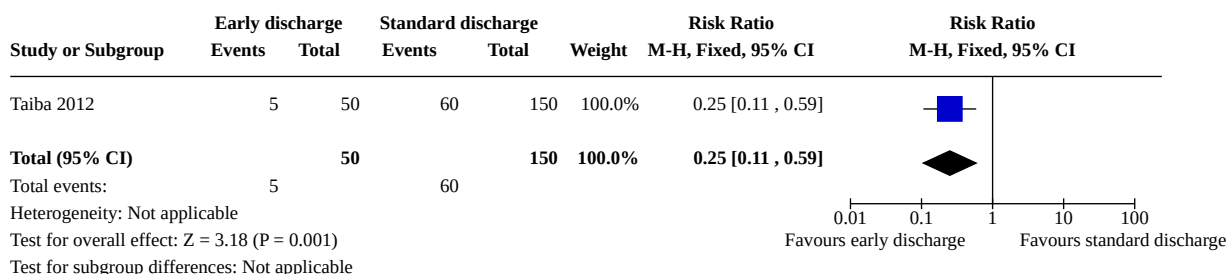 Early discharge Standard discharge Risk Ratio Risk Ratio
Study or Subgroup Events Total Events Total Weight M-H, Fixed, 95% CI M-H, Fixed, 95% CI
Taiba 2012 5 50 60 150 100.0% 0.25 [0.11 , 0.59]
Total (95% CI) 50 150 100.0% 0.25 [0.11 , 0.59]
Total events: 5 60
Heterogeneity: Not applicable 0.01 0.1 1 10 100
Test for overall effect: Z = 3.18 (P = 0.001) Favours early discharge Favours standard discharge
Test for subgroup differences: Not applicable